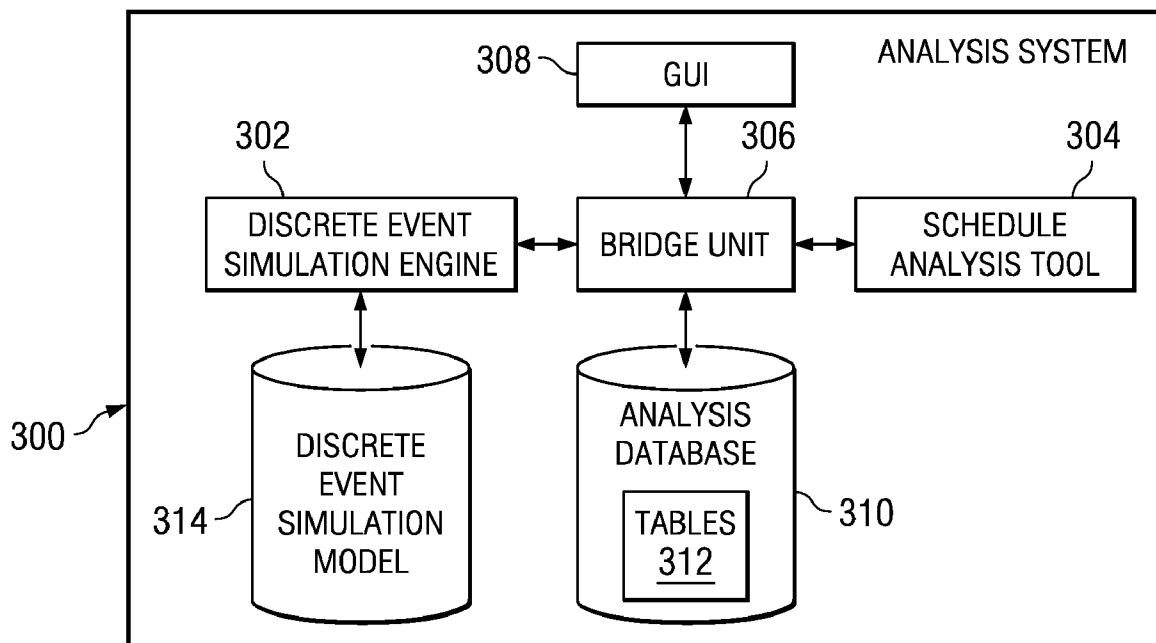 308
GUI
ANALYSIS SYSTEM
302
306
304
DISCRETE EVENT
SIMULATION ENGINE
BRIDGE UNIT
SCHEDULE
ANALYSIS TOOL
300
314
DISCRETE
EVENT
SIMULATION
MODEL
ANALYSIS
DATABASE
TABLES
312
310